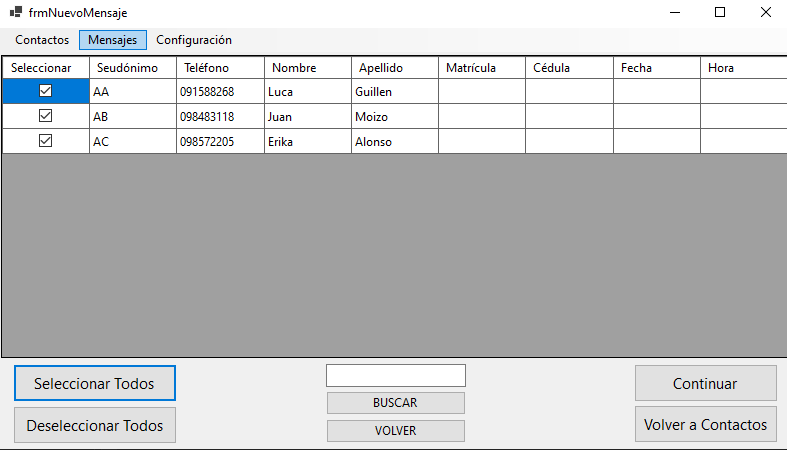 frmNuevoMensaje
Contactos Mensajes Configuración
Seleccionar Seudónimo Teléfono Nombre Apellido Matrícula Cédula Fecha Hora
AA 091588268 Luca Guillen
AB 098483118 Juan Moizo
AC 098572205 Erika Alonso
Seleccionar Todos Continuar
BUSCAR
Deseleccionar Todos VOLVER Volver a Contactos